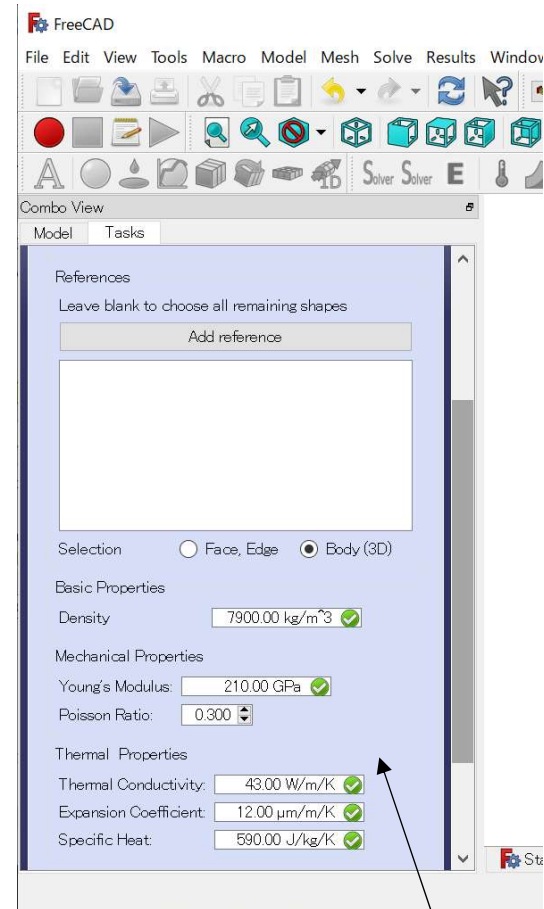 FreeCAD
File Edit View Tools Macro Model Mesh Solve Results Window
A 1D Solver Solver E
Combo View
Model Tasks
References
Leave blank to choose all remaining shapes
Add reference
Selection Face, Edge Body (3D)
Basic Properties
Density 7900.00 kg/m^3
Mechanical Properties
Young's Modulus: 210.00 GPa
Poisson Ratio: 0.300
Thermal Properties
Thermal Conductivity: 43.00 W/m/K
Expansion Coefficient: 12.00 µm/m/K
Specific Heat: 590.00 J/kg/K
Sta